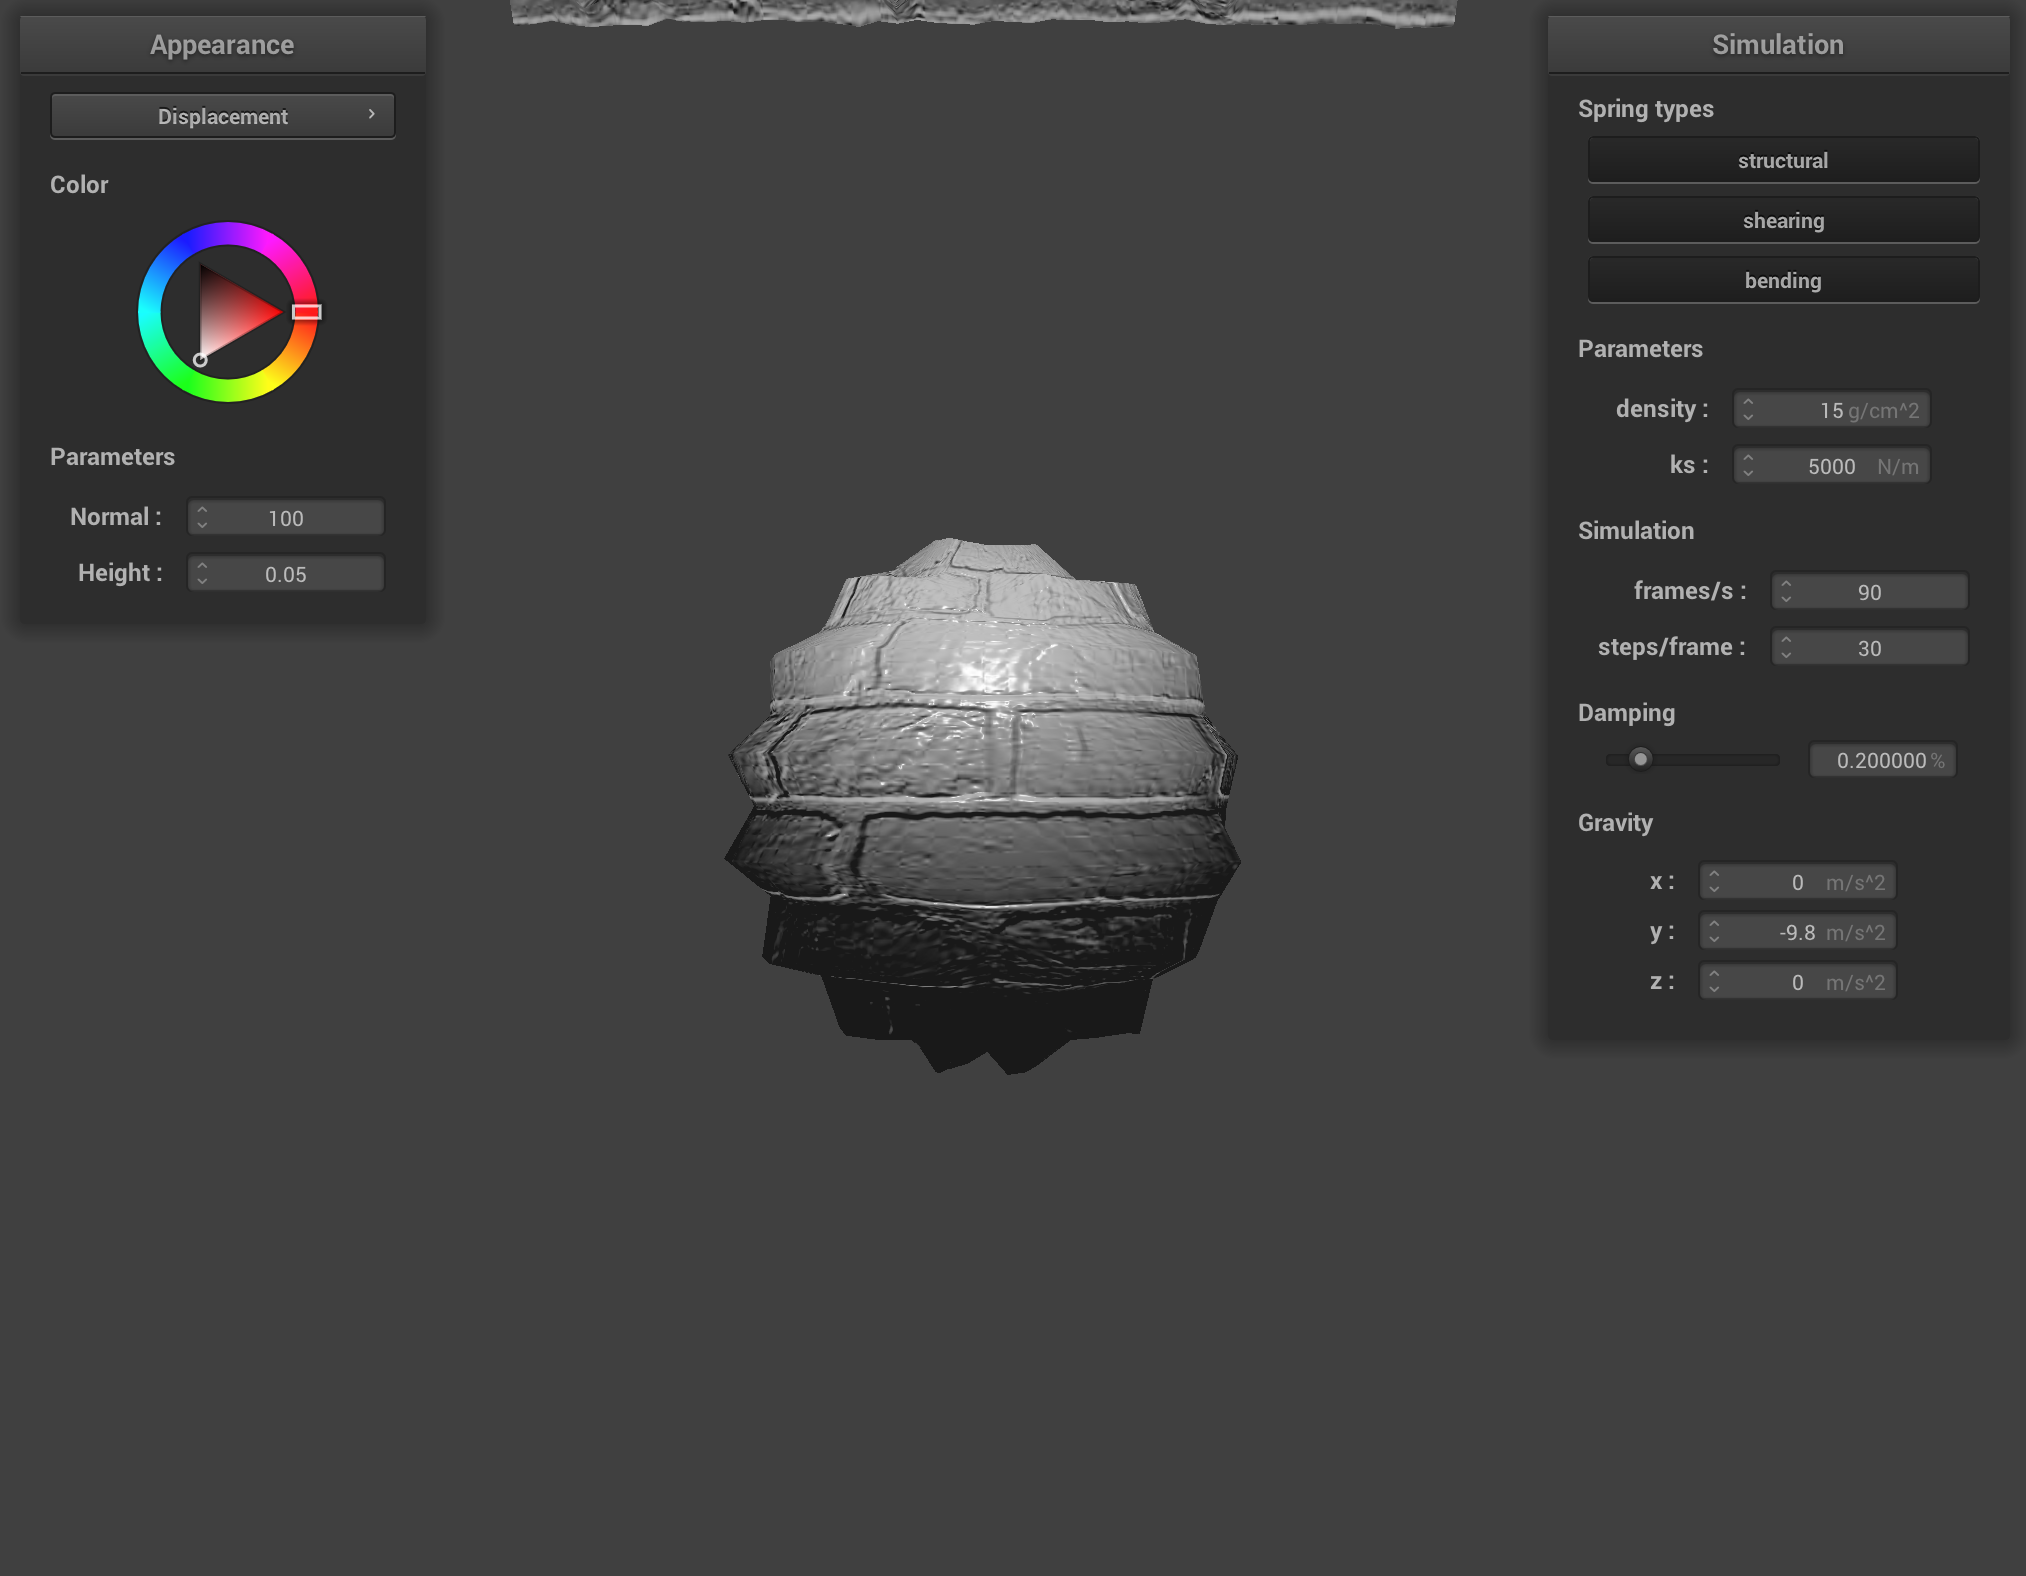 Appearance
Displacement
Color
Parameters
Normal : 100
Height : 0.05
Simulation
Spring types
structural
shearing
bending
Parameters
density : 15 g/cm^2
ks : 5000 N/m
Simulation
frames/s : 90
steps/frame : 30
Damping
0.200000 %
Gravity
x : 0 m/s^2
y : -9.8 m/s^2
z : 0 m/s^2